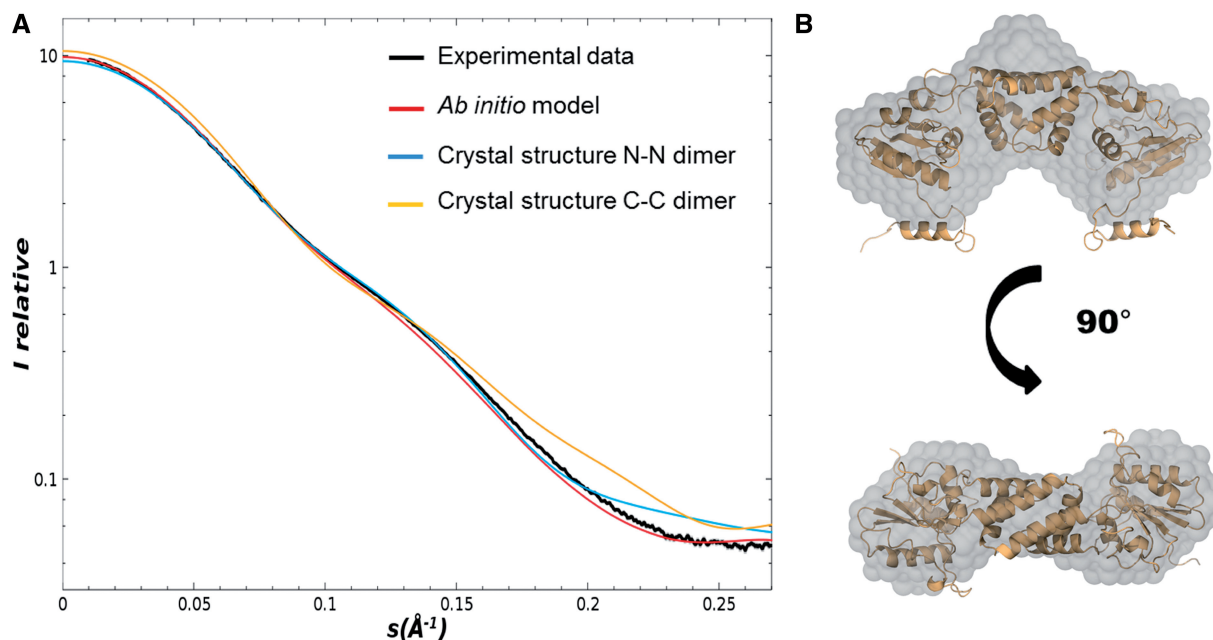 A
B
10
1
0.1
I relative
Experimental data
Ab initio model
Crystal structure N-N dimer
Crystal structure C-C dimer
0
0.05
0.1
0.15
0.2
0.25
s(Å-1)
90°